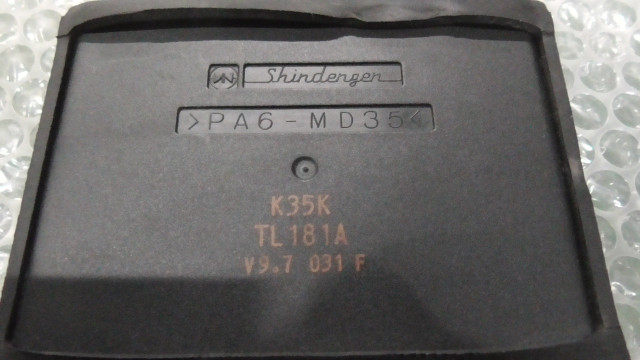 Shindengen
>PA6-MD35<
K35K
TL181A
V9.7 031 F